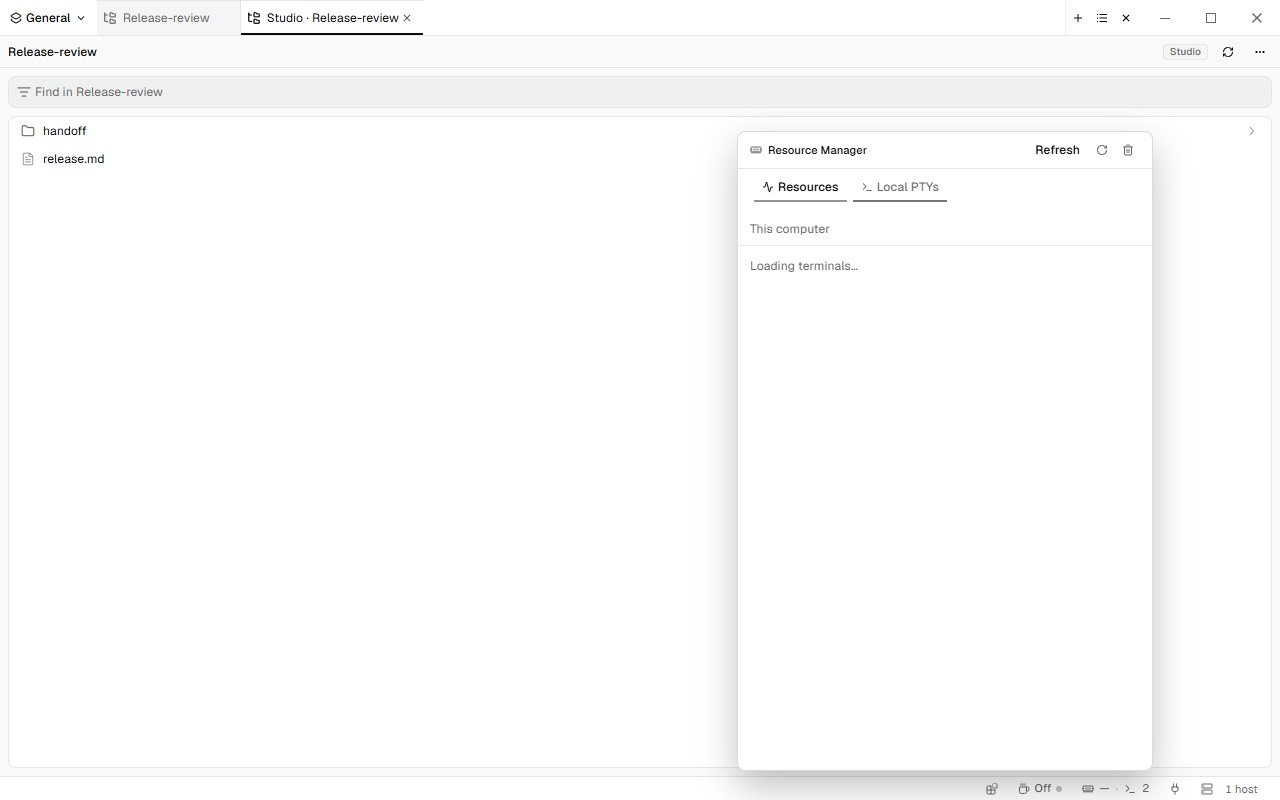 General
Release-review
Studio · Release-review
Release-review
Studio
Find in Release-review
handoff
release.md
Resource Manager
Refresh
Resources
Local PTYs
This computer
Loading terminals…
Off
— · 2
1 host